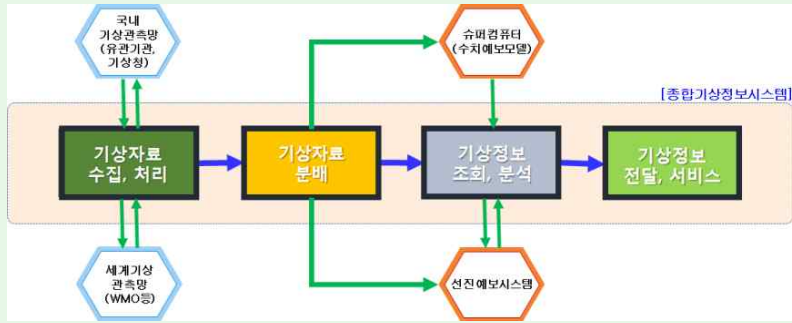 국내
기상관측망
(유관기관,
기상청)
슈퍼컴퓨터
(수치예보모델)
[종합기상정보시스템]
기상자료
수집, 처리
기상자료
분배
기상정보
조회, 분석
기상정보
전달, 서비스
세계기상
관측망
(WMO등)
선진예보시스템